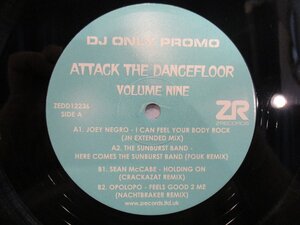 DJ ONLY PROMO
ATTACK THE DANCEFLOOR
VOLUME NINE
ZEDD12236
SIDE A
ZR
ZRECORDS
A1. JOEY NEGRO - I CAN FEEL YOUR BODY ROCK
(JN EXTENDED MIX)
A2. THE SUNBURST BAND -
HERE COMES THE SUNBURST BAND (FOUK REMIX)
B1. SEAN McCABE - HOLDING ON
(CRACKAZAT REMIX)
B2. OPOLOPO - FEELS GOOD 2 ME
(NACHTBRAKER REMIX)
www.zrecords.ltd.uk